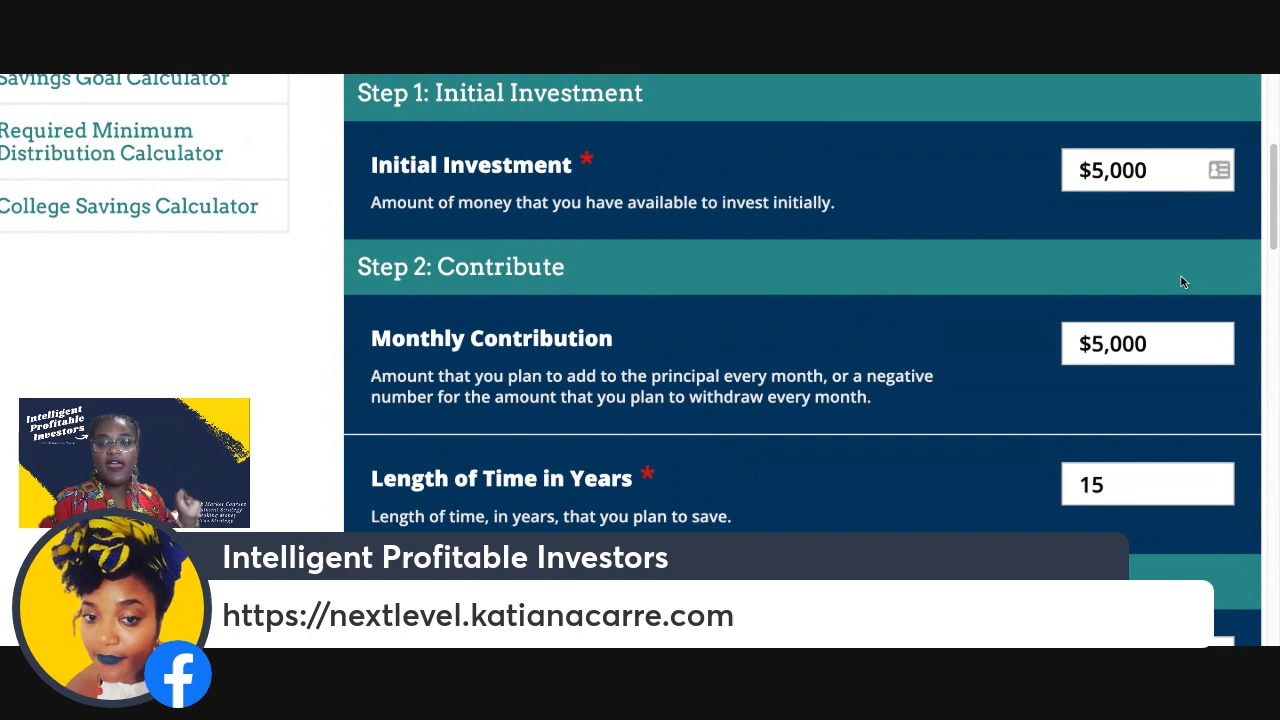 Savings Goal Calculator
Required Minimum
Distribution Calculator
College Savings Calculator
Step 1: Initial Investment
Initial Investment *
$5,000
Amount of money that you have available to invest initially.
Step 2: Contribute
Monthly Contribution
$5,000
Amount that you plan to add to the principal every month, or a negative
number for the amount that you plan to withdraw every month.
Length of Time in Years *
15
Length of time, in years, that you plan to save.
Intelligent
Profitable
Investors
Market Courses
Strategy
Intelligent Profitable Investors
https://nextlevel.katianacarre.com